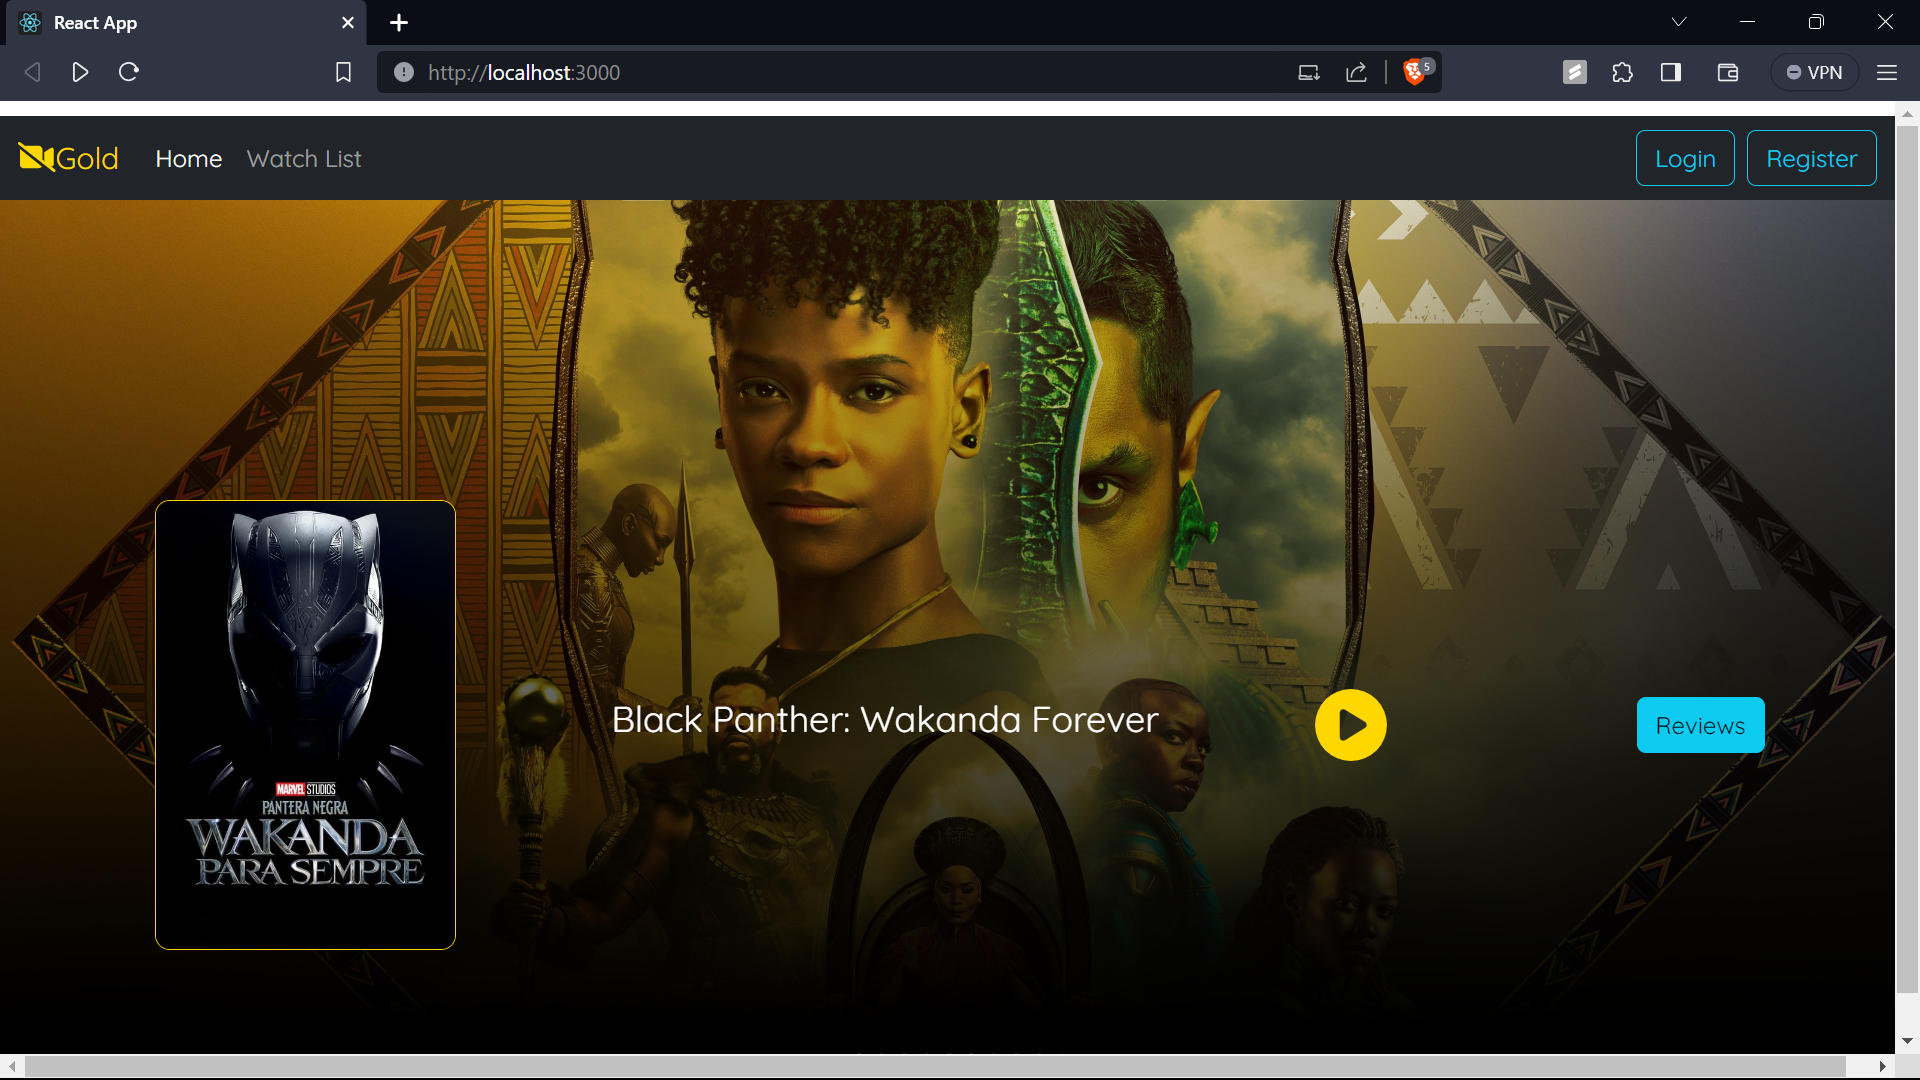 React App
http://localhost:3000
5
VPN
Gold
Home
Watch List
Login
Register
Black Panther: Wakanda Forever
Reviews
MARVEL STUDIOS
PANTERA NEGRA
WAKANDA
PARA SEMPRE